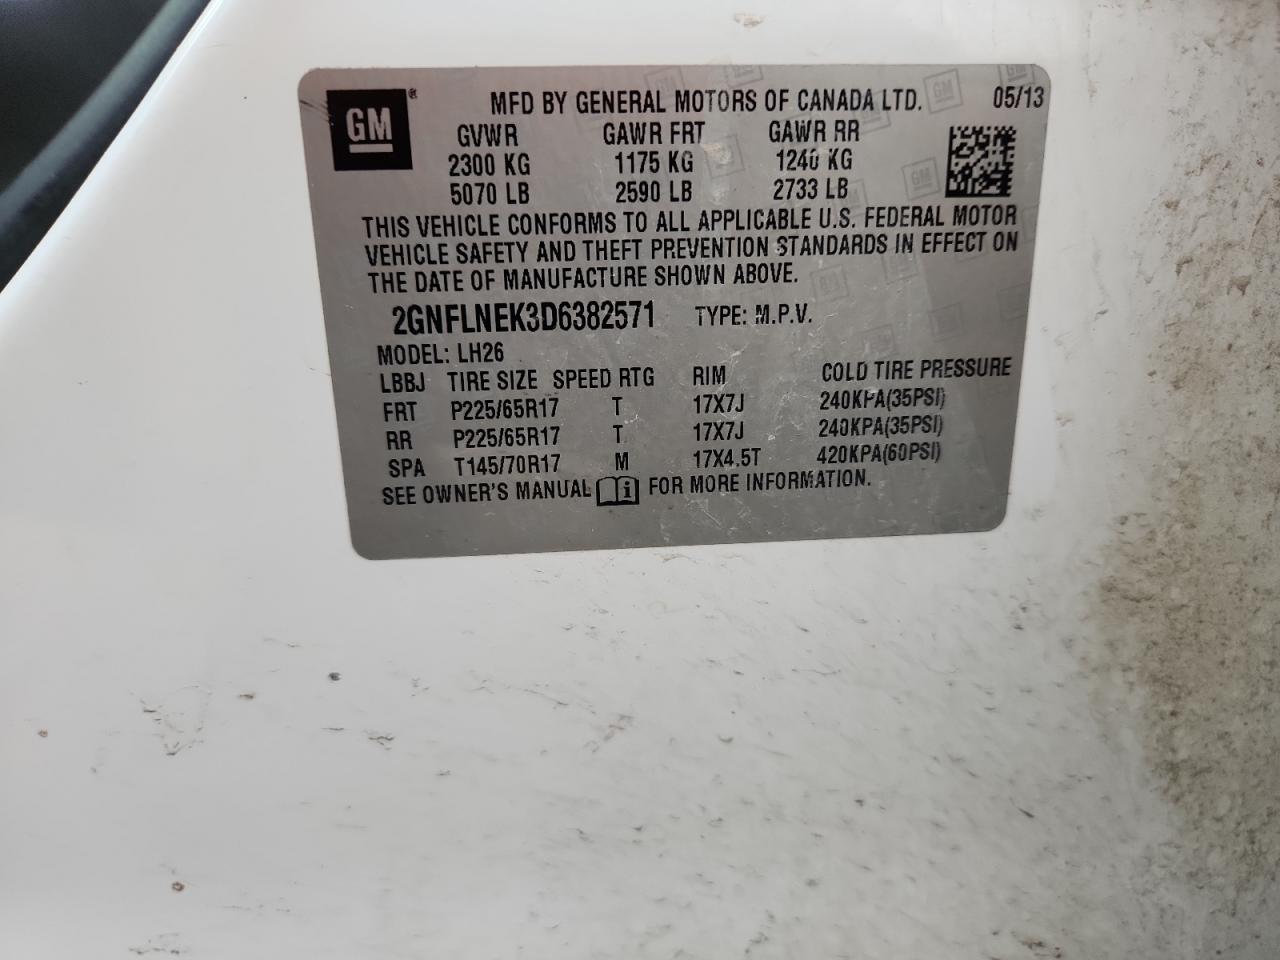 GM ® MFD BY GENERAL MOTORS OF CANADA LTD. 05/13
GVWR GAWR FRT GAWR RR
2300 KG 1175 KG 1240 KG
5070 LB 2590 LB 2733 LB
THIS VEHICLE CONFORMS TO ALL APPLICABLE U.S. FEDERAL MOTOR
VEHICLE SAFETY AND THEFT PREVENTION STANDARDS IN EFFECT ON
THE DATE OF MANUFACTURE SHOWN ABOVE.
2GNFLNEK3D6382571 TYPE: M.P.V.
MODEL: LH26
LBBJ TIRE SIZE SPEED RTG RIM COLD TIRE PRESSURE
FRT P225/65R17 T 17X7J 240KPA(35PSI)
RR P225/65R17 T 17X7J 240KPA(35PSI)
SPA T145/70R17 M 17X4.5T 420KPA(60PSI)
SEE OWNER'S MANUAL i FOR MORE INFORMATION.